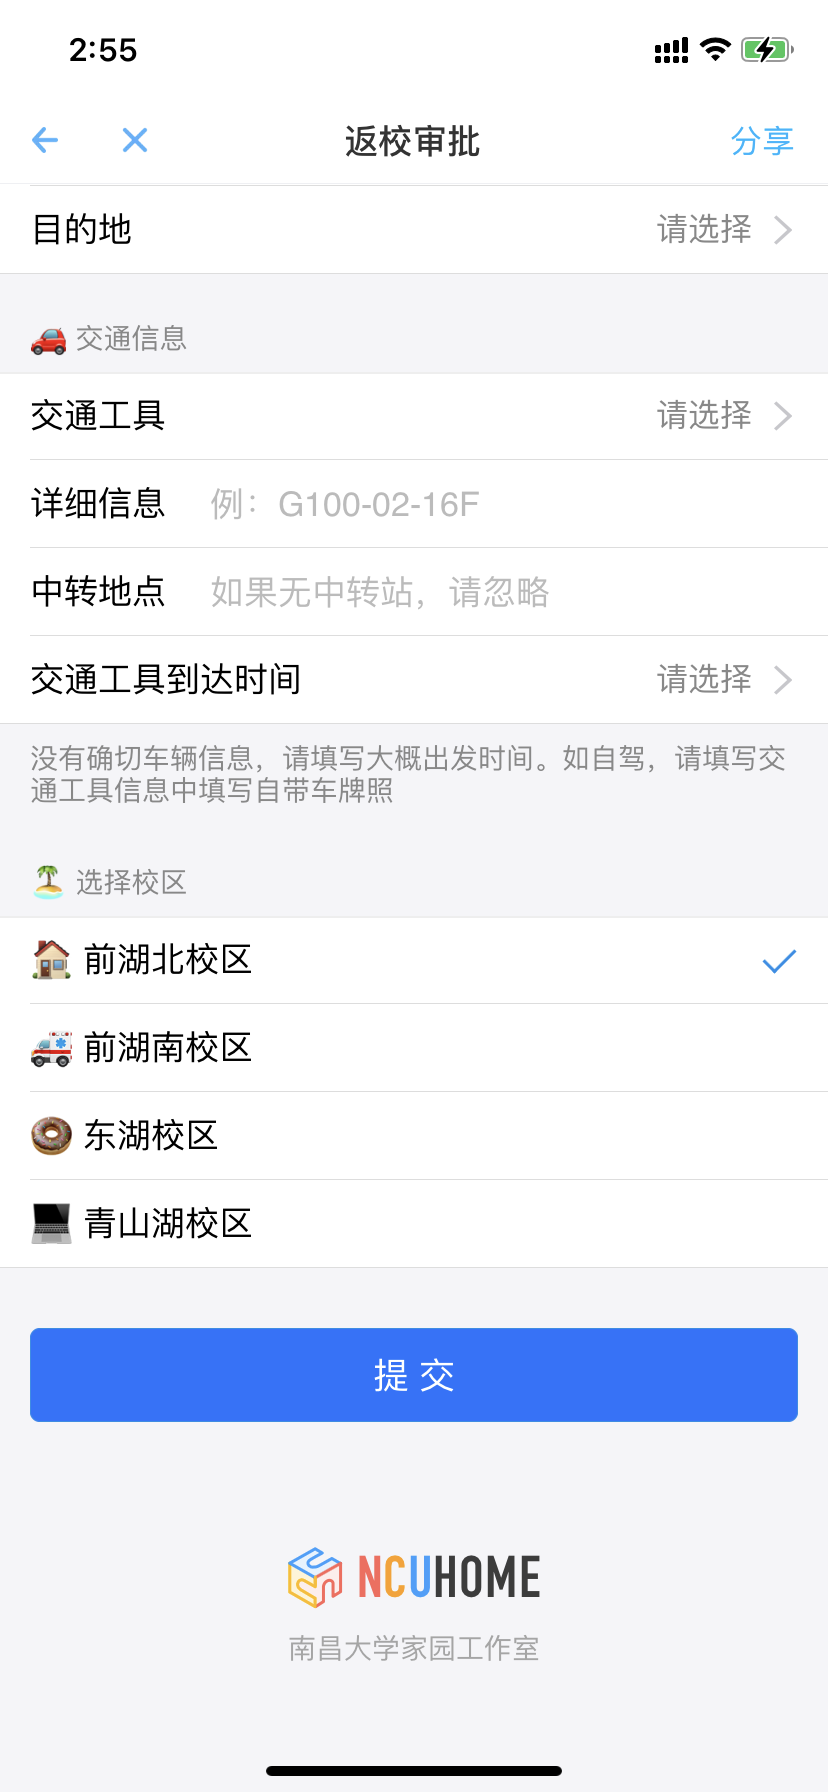 2:55
返校审批
分享
目的地 请选择
交通信息
交通工具 请选择
详细信息 例：G100-02-16F
中转地点 如果无中转站，请忽略
交通工具到达时间 请选择
没有确切车辆信息，请填写大概出发时间。如自驾，请填写交
通工具信息中填写自带车牌照
选择校区
前湖北校区
前湖南校区
东湖校区
青山湖校区
提 交
NCUHOME
南昌大学家园工作室